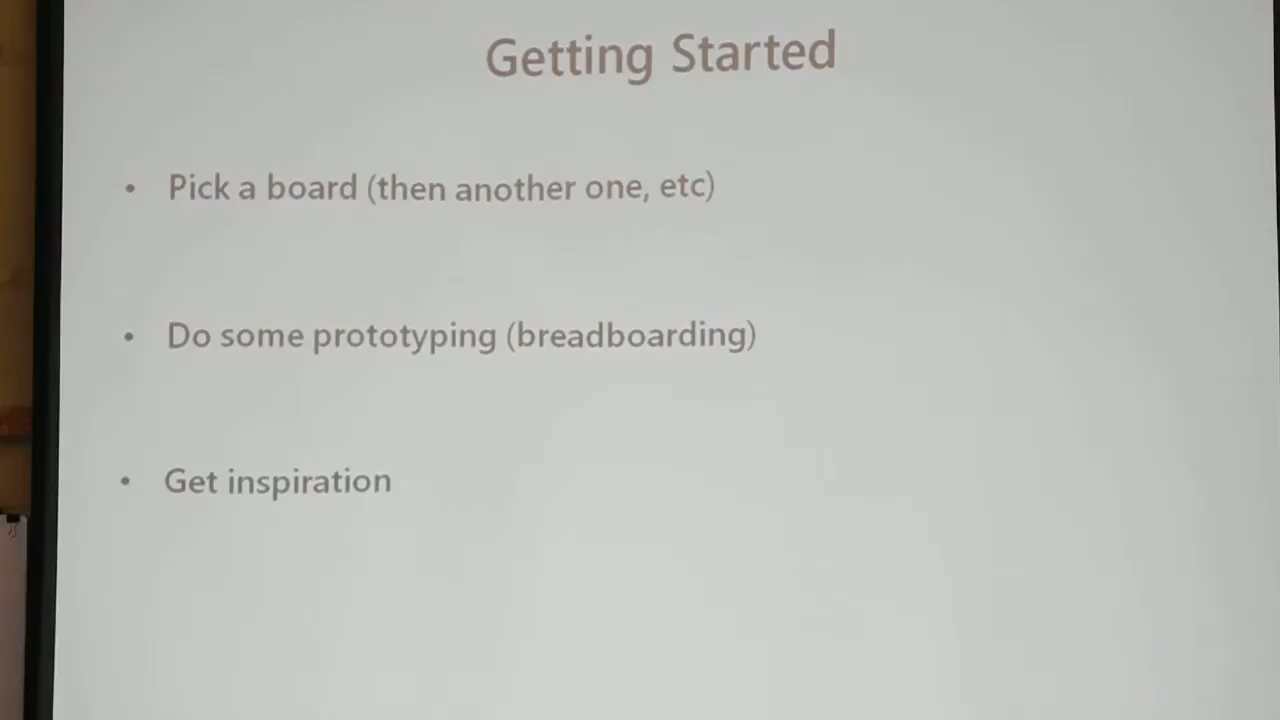 Getting Started
• Pick a board (then another one, etc)
• Do some prototyping (breadboarding)
• Get inspiration